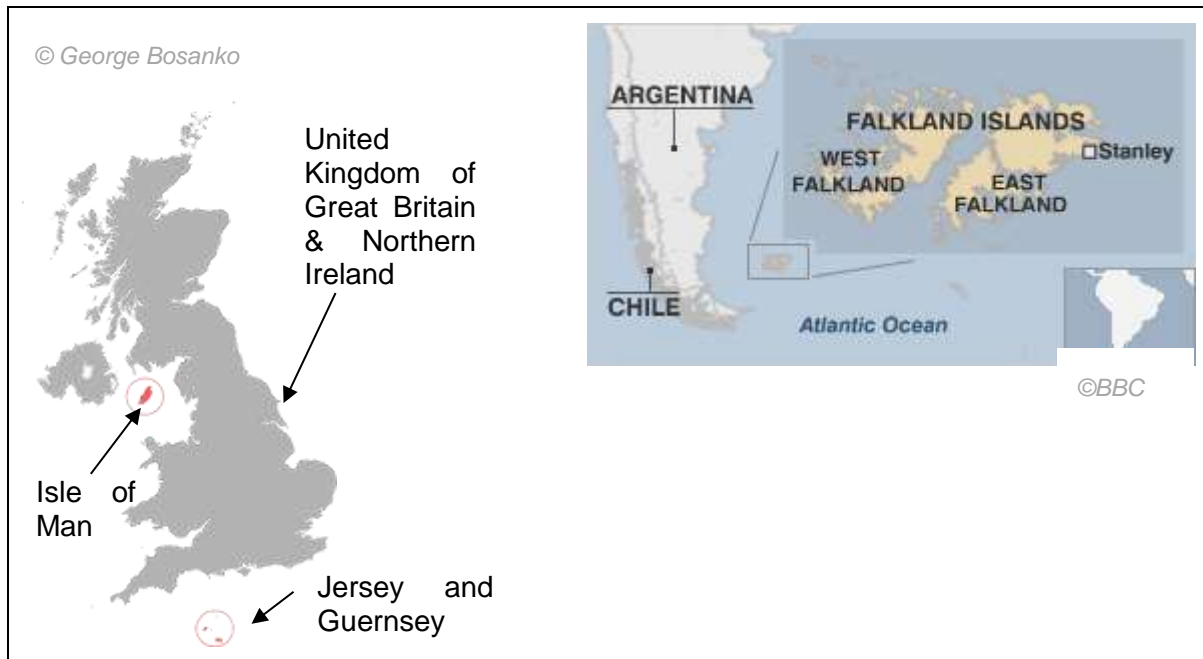 © George Bosanko
United
Kingdom of
Great Britain
& Northern
Ireland
Isle of
Man
Jersey and
Guernsey
ARGENTINA
FALKLAND ISLANDS
WEST
FALKLAND
Stanley
EAST
FALKLAND
CHILE
Atlantic Ocean
©BBC